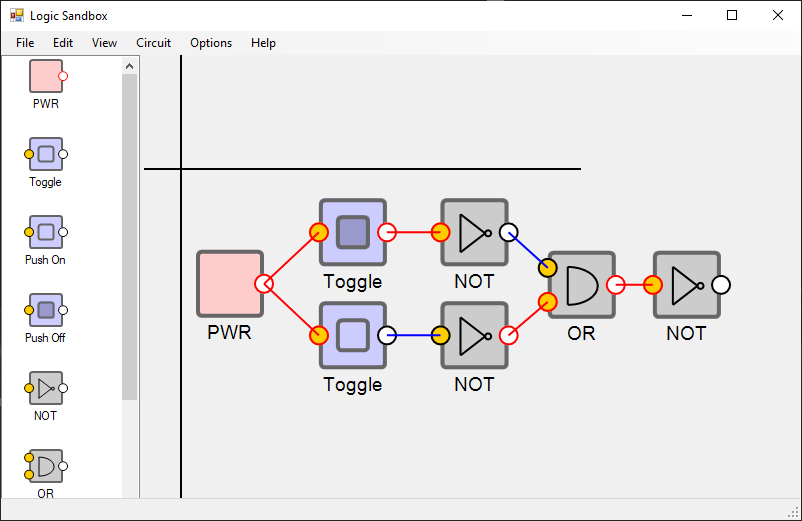 Logic Sandbox
File Edit View Circuit Options Help
PWR
Toggle
Push On
Push Off
NOT
OR
PWR
Toggle
NOT
Toggle
NOT
OR
NOT